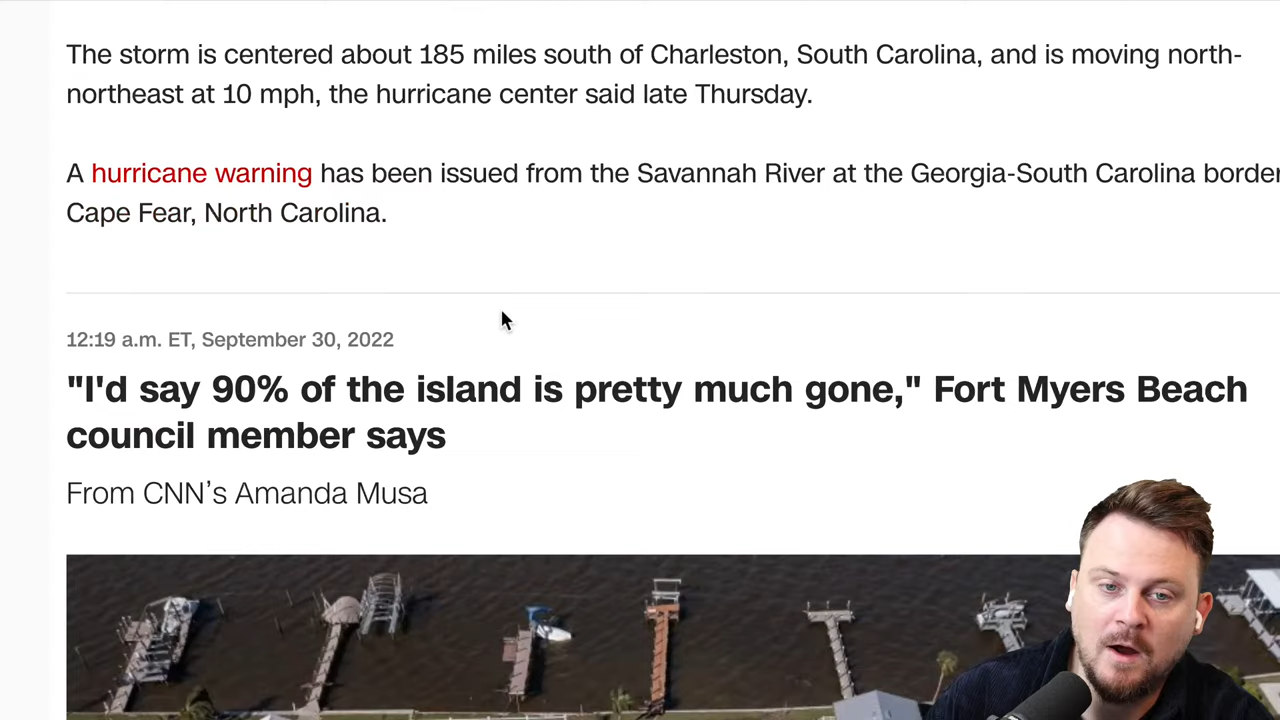 The storm is centered about 185 miles south of Charleston, South Carolina, and is moving north-
northeast at 10 mph, the hurricane center said late Thursday.
A hurricane warning has been issued from the Savannah River at the Georgia-South Carolina border
Cape Fear, North Carolina.
12:19 a.m. ET, September 30, 2022
"I'd say 90% of the island is pretty much gone," Fort Myers Beach
council member says
From CNN’s Amanda Musa